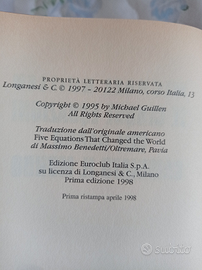 PROPRIETÀ LETTERARIA RISERVATA
Longanesi & C. © 1997 - 20122 Milano, corso Italia, 13
Copyright © 1995 by Michael Guillen
All Rights Reserved
Traduzione dall'originale americano
Five Equations That Changed the World
di Massimo Benedetti/Oltremare, Pavia
Edizione Euroclub Italia S.p.A.
su licenza di Longanesi & C., Milano
Prima edizione 1998
Prima ristampa aprile 1998
subito